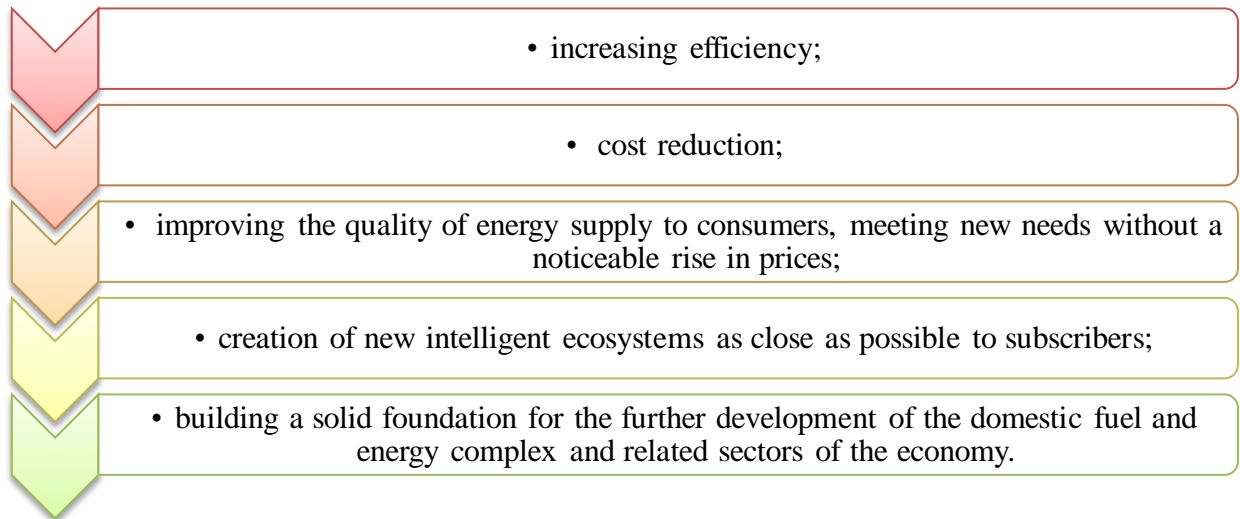 • increasing efficiency;
• cost reduction;
• improving the quality of energy supply to consumers, meeting new needs without a
noticeable rise in prices;
• creation of new intelligent ecosystems as close as possible to subscribers;
• building a solid foundation for the further development of the domestic fuel and
energy complex and related sectors of the economy.